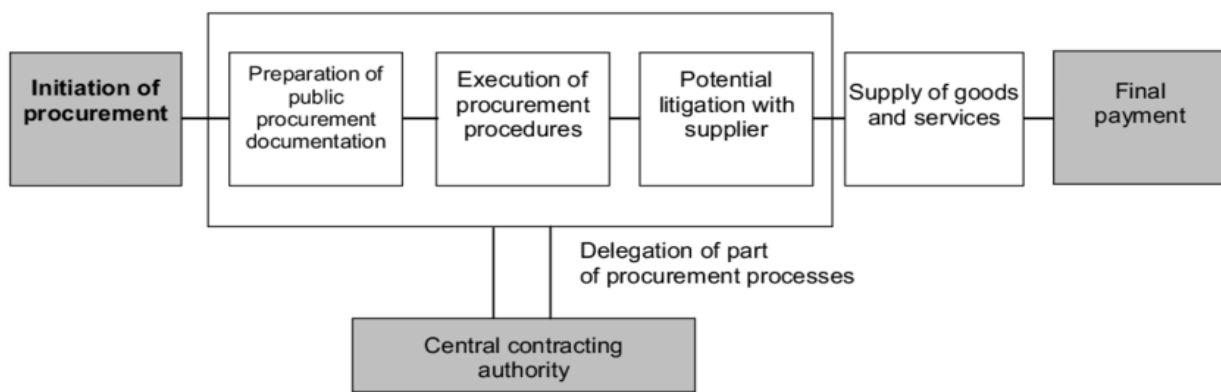 Initiation of
procurement
Preparation of
public
procurement
documentation
Execution of
procurement
procedures
Potential
litigation with
supplier
Supply of goods
and services
Final
payment
Delegation of part
of procurement processes
Central contracting
authority